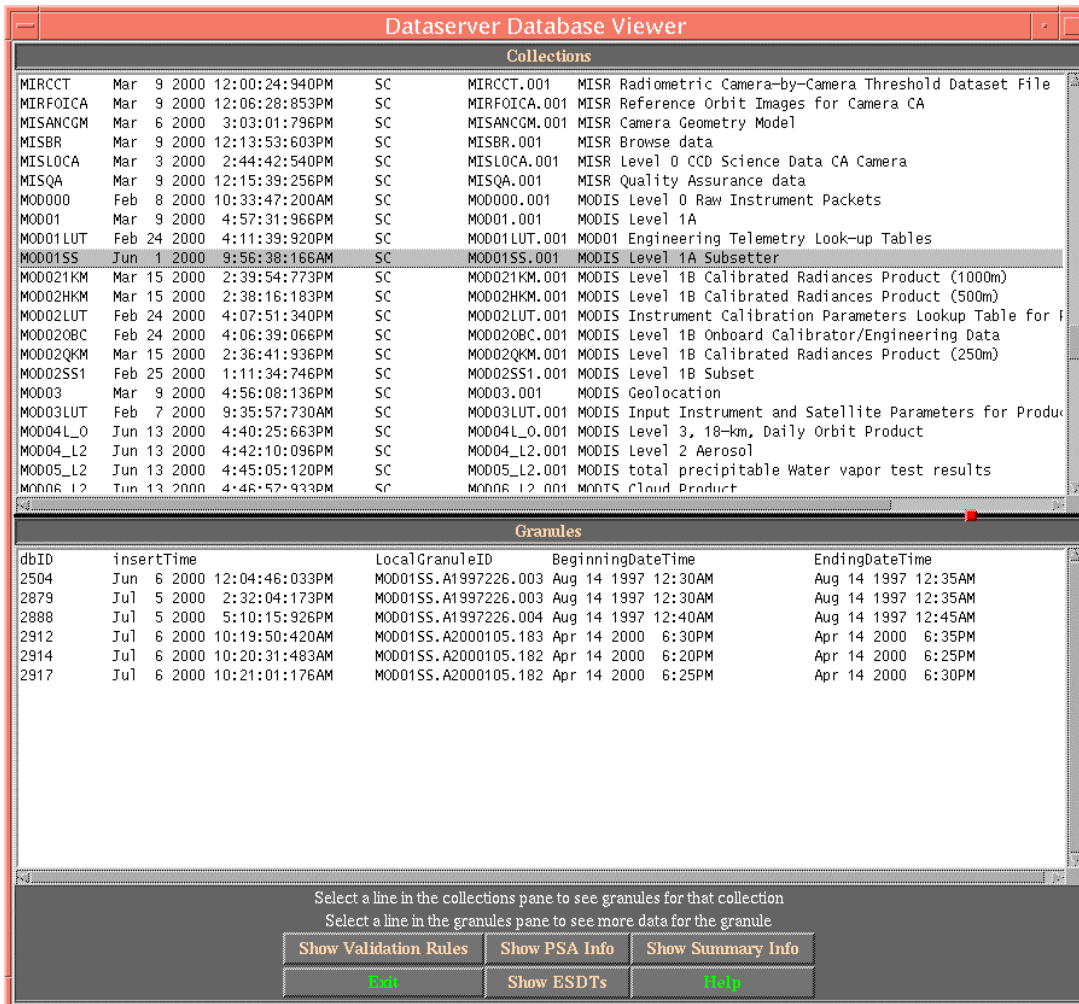 Dataserver Database Viewer
Collections
MIRCCT Mar 9 2000 12:00:24:940PM SC MIRCCT.001 MISR Radiometric Camera-by-Camera Threshold Dataset File
MIRFOICA Mar 9 2000 12:06:28:853PM SC MIRFOICA.001 MISR Reference Orbit Images for Camera CA
MISANCGM Mar 6 2000 3:03:01:796PM SC MISANCGM.001 MISR Camera Geometry Model
MISBR Mar 9 2000 12:13:53:603PM SC MISBR.001 MISR Browse data
MISL0CA Mar 3 2000 2:44:42:540PM SC MISL0CA.001 MISR Level 0 CCD Science Data CA Camera
MISQA Mar 9 2000 12:15:39:256PM SC MISQA.001 MISR Quality Assurance data
MOD000 Feb 8 2000 10:33:47:200AM SC MOD000.001 MODIS Level 0 Raw Instrument Packets
MOD01 Mar 9 2000 4:57:31:966PM SC MOD01.001 MODIS Level 1A
MOD01LUT Feb 24 2000 4:11:39:920PM SC MOD01LUT.001 MOD01 Engineering Telemetry Look-up Tables
MOD01SS Jun 1 2000 9:56:38:166AM SC MOD01SS.001 MODIS Level 1A Subsetter
MOD021KM Mar 15 2000 2:39:54:773PM SC MOD021KM.001 MODIS Level 1B Calibrated Radiances Product (1000m)
MOD02HKM Mar 15 2000 2:38:16:183PM SC MOD02HKM.001 MODIS Level 1B Calibrated Radiances Product (500m)
MOD02LUT Feb 24 2000 4:07:51:340PM SC MOD02LUT.001 MODIS Instrument Calibration Parameters Lookup Table for
MOD02OBC Feb 24 2000 4:06:39:066PM SC MOD02OBC.001 MODIS Level 1B Onboard Calibrator/Engineering Data
MOD02QKM Mar 15 2000 2:36:41:936PM SC MOD02QKM.001 MODIS Level 1B Calibrated Radiances Product (250m)
MOD02SS1 Feb 25 2000 1:11:34:746PM SC MOD02SS1.001 MODIS Level 1B Subset
MOD03 Mar 9 2000 4:56:08:136PM SC MOD03.001 MODIS Geolocation
MOD03LUT Feb 7 2000 9:35:57:730AM SC MOD03LUT.001 MODIS Input Instrument and Satellite Parameters for Produ
MOD04L_0 Jun 13 2000 4:40:25:663PM SC MOD04L_0.001 MODIS Level 3, 18-km, Daily Orbit Product
MOD04_L2 Jun 13 2000 4:42:10:096PM SC MOD04_L2.001 MODIS Level 2 Aerosol
MOD05_L2 Jun 13 2000 4:45:05:120PM SC MOD05_L2.001 MODIS total precipitable Water vapor test results
MOD06_L2 Jun 13 2000 4:46:57:933PM SC MOD06_L2.001 MODIS Cloud Product
Granules
dbID insertTime LocalGranuleID BeginningDateTime EndingDateTime
2504 Jun 6 2000 12:04:46:033PM MOD01SS.A1997226.003 Aug 14 1997 12:30AM Aug 14 1997 12:35AM
2879 Jul 5 2000 2:32:04:173PM MOD01SS.A1997226.003 Aug 14 1997 12:30AM Aug 14 1997 12:35AM
2888 Jul 5 2000 5:10:15:926PM MOD01SS.A1997226.004 Aug 14 1997 12:40AM Aug 14 1997 12:45AM
2912 Jul 6 2000 10:19:50:420AM MOD01SS.A2000105.183 Apr 14 2000 6:30PM Apr 14 2000 6:35PM
2914 Jul 6 2000 10:20:31:483AM MOD01SS.A2000105.182 Apr 14 2000 6:20PM Apr 14 2000 6:25PM
2917 Jul 6 2000 10:21:01:176AM MOD01SS.A2000105.182 Apr 14 2000 6:25PM Apr 14 2000 6:30PM
Select a line in the collections pane to see granules for that collection
Select a line in the granules pane to see more data for the granule
Show Validation Rules Show PSA Info Show Summary Info
Exit Show ESDTs Help